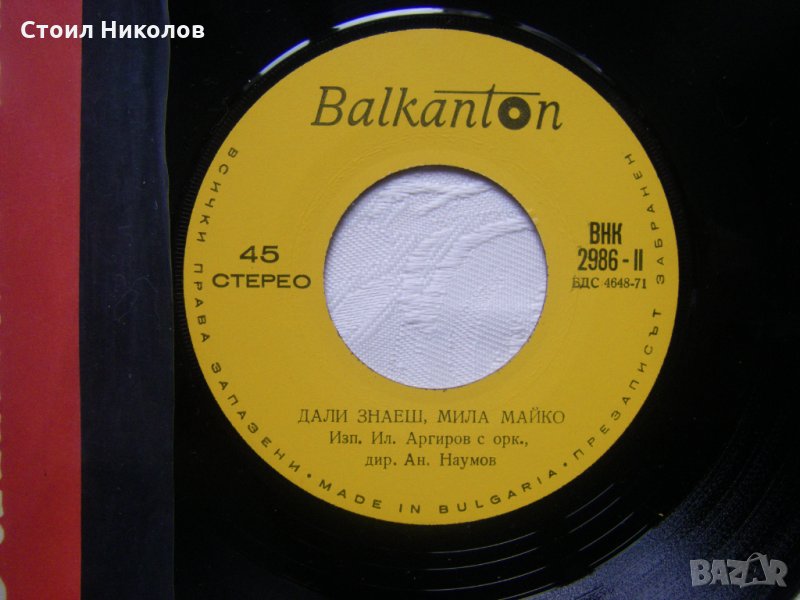 Стоил Николов
Balkanton
45
СТЕРЕО
ВНК
2986-II
БДС 4648-71
ДАЛИ ЗНАЕШ, МИЛА МАЙКО
Изп. Ил. Аргиров с орк.,
дир. Ан. Наумов
ВСИЧКИ ПРАВА ЗАПАЗЕНИ • MADE IN BULGARIA • ПРЕЗАПИСЪТ ЗАБРАНЕН
BAZAR